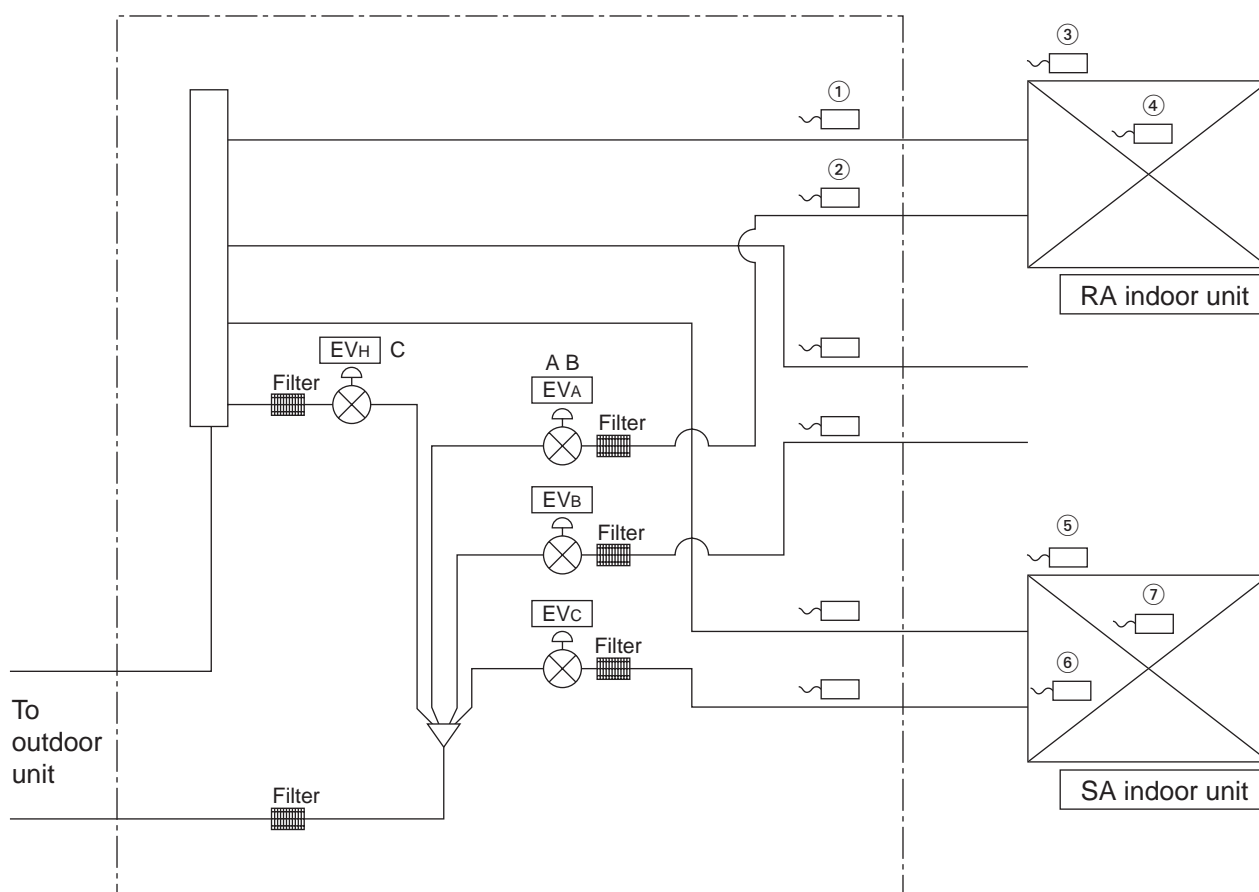 ③
①
④
②
RA indoor unit
EVH C
A B
Filter
EVA
Filter
EVB
Filter
⑤
EVC
⑦
Filter
⑥
To
outdoor
unit
Filter
SA indoor unit